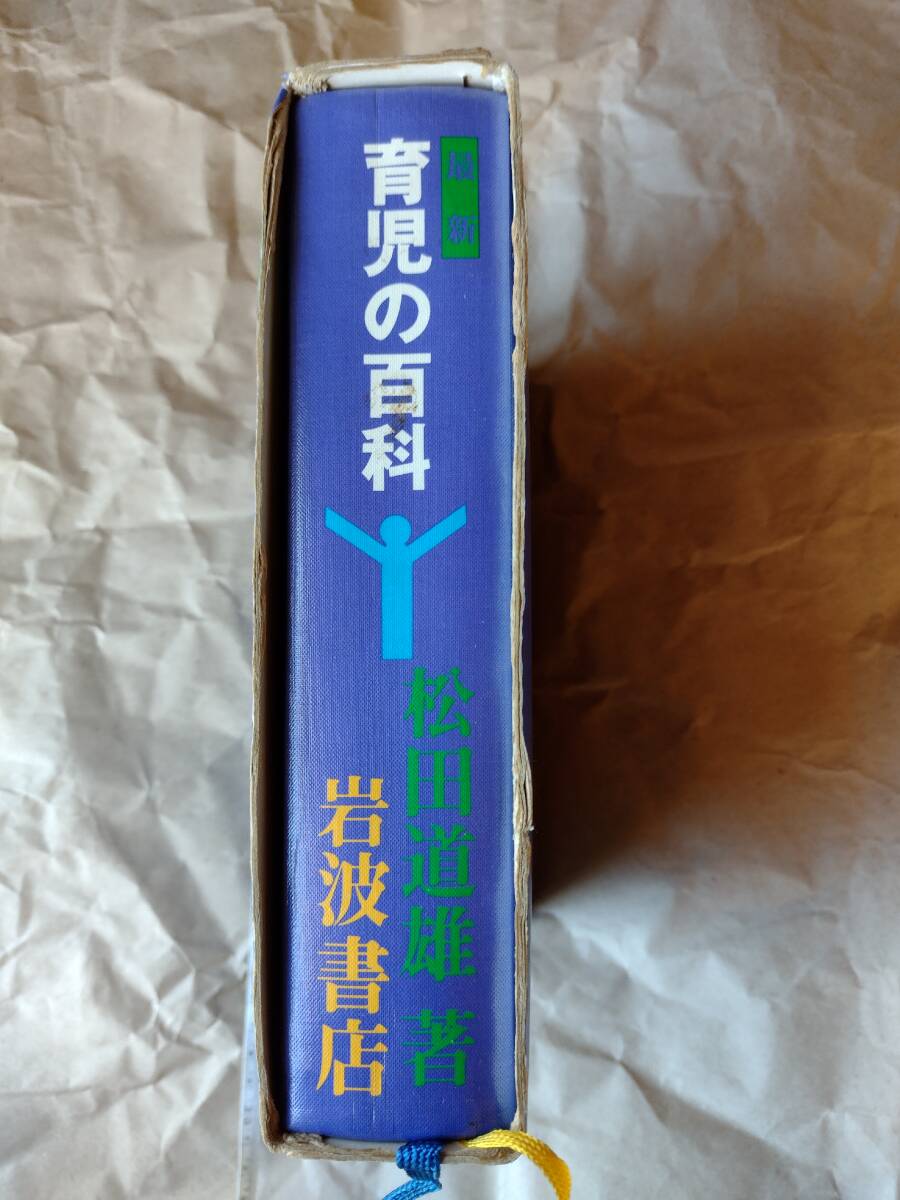 最新
育児の百科
松田道雄 著
岩波書店